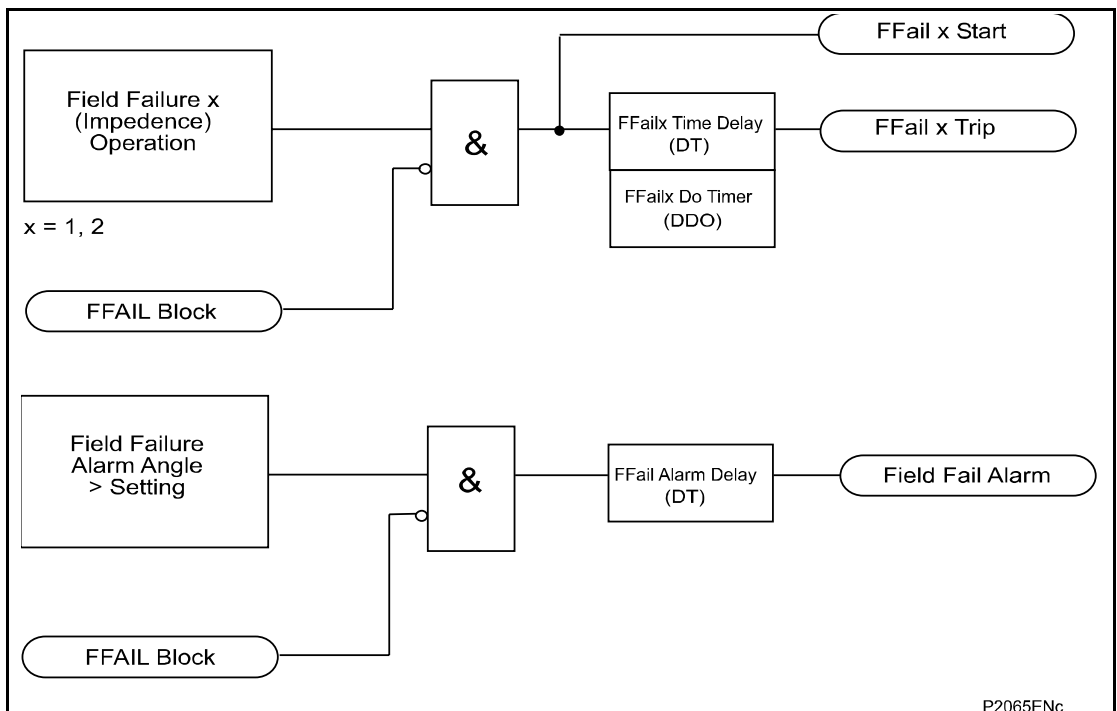 FFail x Start
Field Failure x
(Impedence)
Operation
&
FFailx Time Delay
(DT)
FFail x Trip
FFailx Do Timer
(DDO)
x = 1, 2
FFAIL Block
Field Failure
Alarm Angle
> Setting
&
FFail Alarm Delay
(DT)
Field Fail Alarm
FFAIL Block
P2065ENc